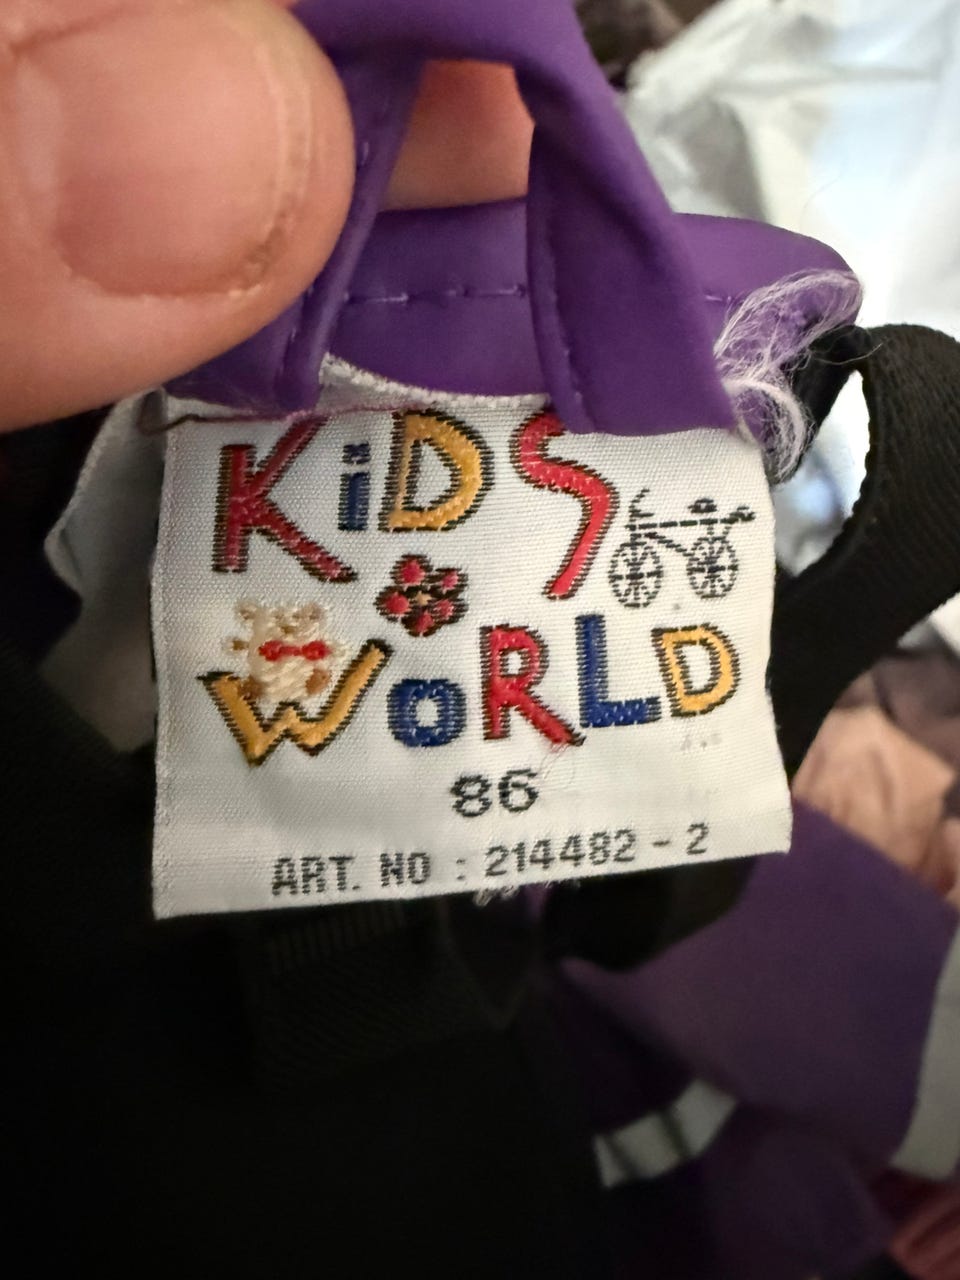 KiDS
WoRLD
86
ART. NO : 214482 - 2